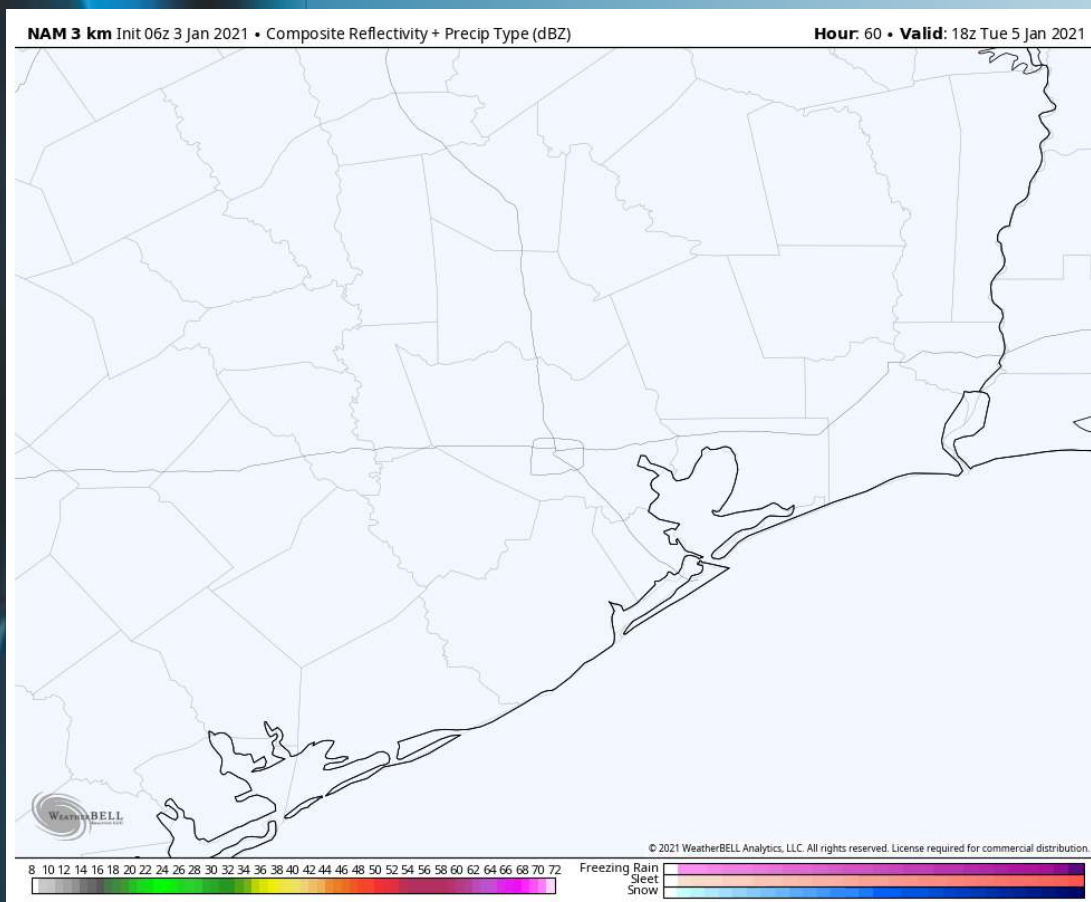 NAM 3 km Init 06z 3 Jan 2021 • Composite Reflectivity + Precip Type (dBZ) Hour: 60 • Valid: 18z Tue 5 Jan 2021
WEATHERBELL
© 2021 WeatherBELL Analytics, LLC. All rights reserved. License required for commercial distribution.
8 10 12 14 16 18 20 22 24 26 28 30 32 34 36 38 40 42 44 46 48 50 52 54 56 58 60 62 64 66 68 70 72
Freezing Rain
Sleet
Snow